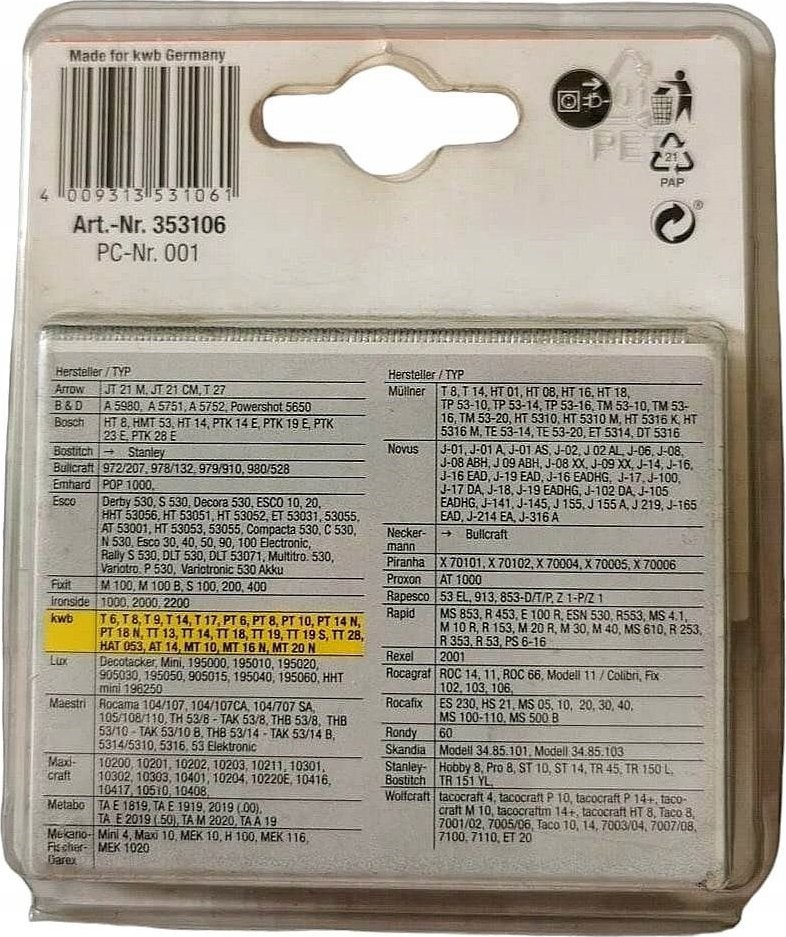 Made for kwb Germany
4 009313 531061
Art.-Nr. 353106
PC-Nr. 001
PET
21
PAP
®
Hersteller / TYP
Arrow JT 21 M, JT 21 CM, T 27
B & D A 5980, A 5751, A 5752, Powershot 5650
Bosch HT 8, HMT 53, HT 14, PTK 14 E, PTK 19 E, PTK
23 E, PTK 28 E
Bostitch → Stanley
Bullcraft 972/207, 978/132, 979/910, 980/528
Emhard POP 1000,
Esco Derby 530, S 530, Decora 530, ESCO 10, 20,
HHT 53056, HT 53051, HT 53052, ET 53031, 53055,
AT 53001, HT 53053, 53055, Compacta 530, C 530,
N 530, Esco 30, 40, 50, 90, 100 Electronic,
Rally S 530, DLT 530, DLT 53071, Multitro. 530,
Variotro. P 530, Variotronic 530 Akku
Fixit M 100, M 100 B, S 100, 200, 400
Ironside 1000, 2000, 2200
kwb T 6, T 8, T 9, T 14, T 17, PT 6, PT 8, PT 10, PT 14 N,
PT 18 N, TT 13, TT 14, TT 18, TT 19, TT 19 S, TT 28,
HAT 053, AT 14, MT 10, MT 16 N, MT 20 N
Lux Decotacker, Mini, 195000, 195010, 195020,
905030, 195050, 905015, 195040, 195060, HHT
mini 196250
Maestri Rocama 104/107, 104/107CA, 104/707 SA,
105/108/110, TH 53/8 - TAK 53/8, THB 53/8, THB
53/10 - TAK 53/10 B, THB 53/14 - TAK 53/14 B,
5314/5310, 5316, 53 Elektronic
Maxi-
craft 10200, 10201, 10202, 10203, 10211, 10301,
10302, 10303, 10401, 10204, 10220E, 10416,
10417, 10510, 10408,
Metabo TA E 1819, TA E 1919, 2019 (.00),
TA E 2019 (.50), TA M 2020, TA A 19
Mekano-
Fischer-
Darex Mini 4, Maxi 10, MEK 10, H 100, MEK 116,
MEK 1020
Hersteller / TYP
Müllner T 8, T 14, HT 01, HT 08, HT 16, HT 18,
TP 53-10, TP 53-14, TP 53-16, TM 53-10, TM 53-
16, TM 53-20, HT 5310, HT 5310 M, HT 5316 K, HT
5316 M, TE 53-14, TE 53-20, ET 5314, DT 5316
Novus J-01, J-01 A, J-01 AS, J-02, J 02 AL, J-06, J-08,
J-08 ABH, J 09 ABH, J-08 XX, J-09 XX, J-14, J-16,
J-16 EAD, J-19 EAD, J-16 EADHG, J-17, J-100,
J-17 DA, J-18, J-19 EADHG, J-102 DA, J-105
EADHG, J-141, J-145, J 155, J 155 A, J 219, J-165
EAD, J-214 EA, J-316 A
Necker-
mann → Bullcraft
Piranha X 70101, X 70102, X 70004, X 70005, X 70006
Proxon AT 1000
Rapesco 53 EL, 913, 853-D/T/P, Z 1-P/Z 1
Rapid MS 853, R 453, E 100 R, ESN 530, R553, MS 4.1,
M 10 R, R 153, M 20 R, M 30, M 40, MS 610, R 253,
R 353, R 53, PS 6-16
Rexel 2001
Rocagraf ROC 14, 11, ROC 66, Modell 11 / Colibri, Fix
102, 103, 106,
Rocafix ES 230, HS 21, MS 05, 10, 20, 30, 40,
MS 100-110, MS 500 B
Rondy 60
Skandia Modell 34.85.101, Modell 34.85.103
Stanley-
Bostitch Hobby 8, Pro 8, ST 10, ST 14, TR 45, TR 150 L,
TR 151 YL,
Wolfcraft tacocraft 4, tacocraft P 10, tacocraft P 14+, taco-
craft M 10, tacocraftm 14+, tacocraft HT 8, Taco 8,
7001/02, 7005/06, Taco 10, 14, 7003/04, 7007/08,
7100, 7110, ET 20